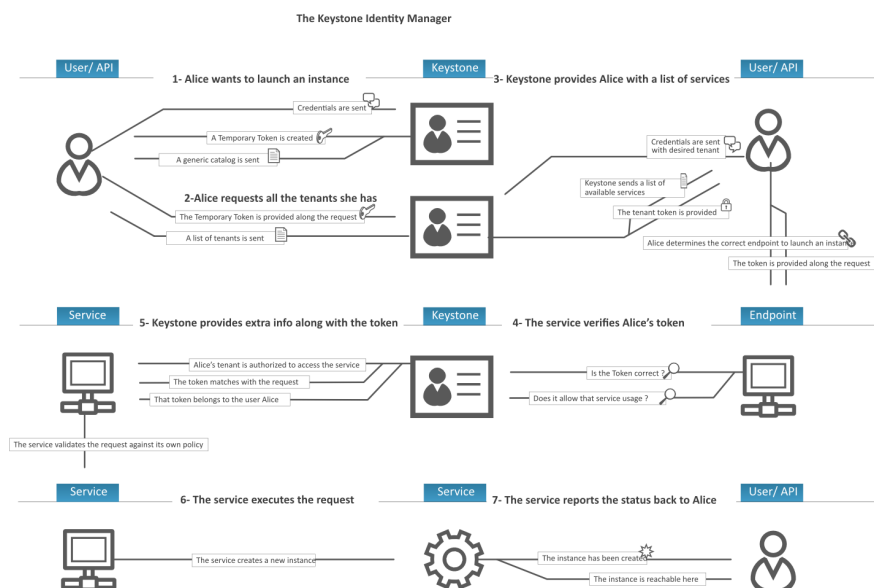 The Keystone Identity Manager
User/ API
Keystone
User/ API
1- Alice wants to launch an instance
3- Keystone provides Alice with a list of services
Credentials are sent
A Temporary Token is created
A generic catalog is sent
Credentials are sent
with desired tenant
Keystone sends a list of
available services
2-Alice requests all the tenants she has
The Temporary Token is provided along the request
The tenant token is provided
A list of tenants is sent
Alice determines the correct endpoint to launch an instance
The token is provided along the request
Service
Keystone
Endpoint
5- Keystone provides extra info along with the token
4- The service verifies Alice's token
Alice's tenant is authorized to access the service
The token matches with the request
That token belongs to the user Alice
Is the Token correct ?
Does it allow that service usage ?
The service validates the request against its own policy
Service
Service
User/ API
6- The service executes the request
7- The service reports the status back to Alice
The service creates a new instance
The instance has been created
The instance is reachable here